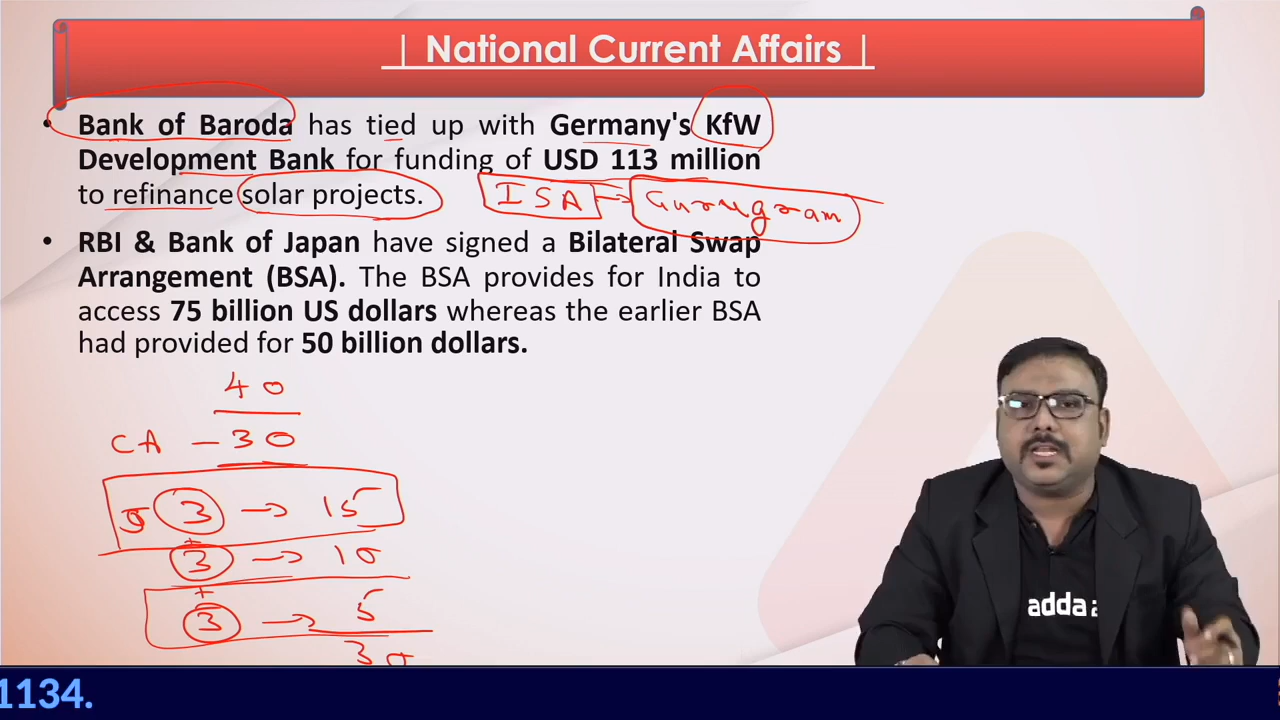 | National Current Affairs |
• Bank of Baroda has tied up with Germany's KfW
Development Bank for funding of USD 113 million
to refinance solar projects.
ISA → Gurugram
• RBI & Bank of Japan have signed a Bilateral Swap
Arrangement (BSA). The BSA provides for India to
access 75 billion US dollars whereas the earlier BSA
had provided for 50 billion dollars.
40
CA - 30
3 → 15
+
3 → 10
+
3 → 5
30
adda
1134.